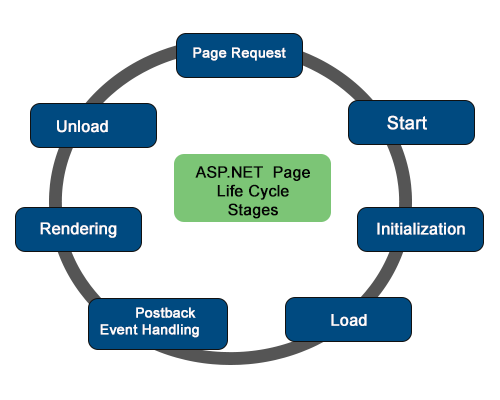 Page Request
Start
Initialization
Load
Postback
Event Handling
Rendering
Unload
ASP.NET Page
Life Cycle
Stages